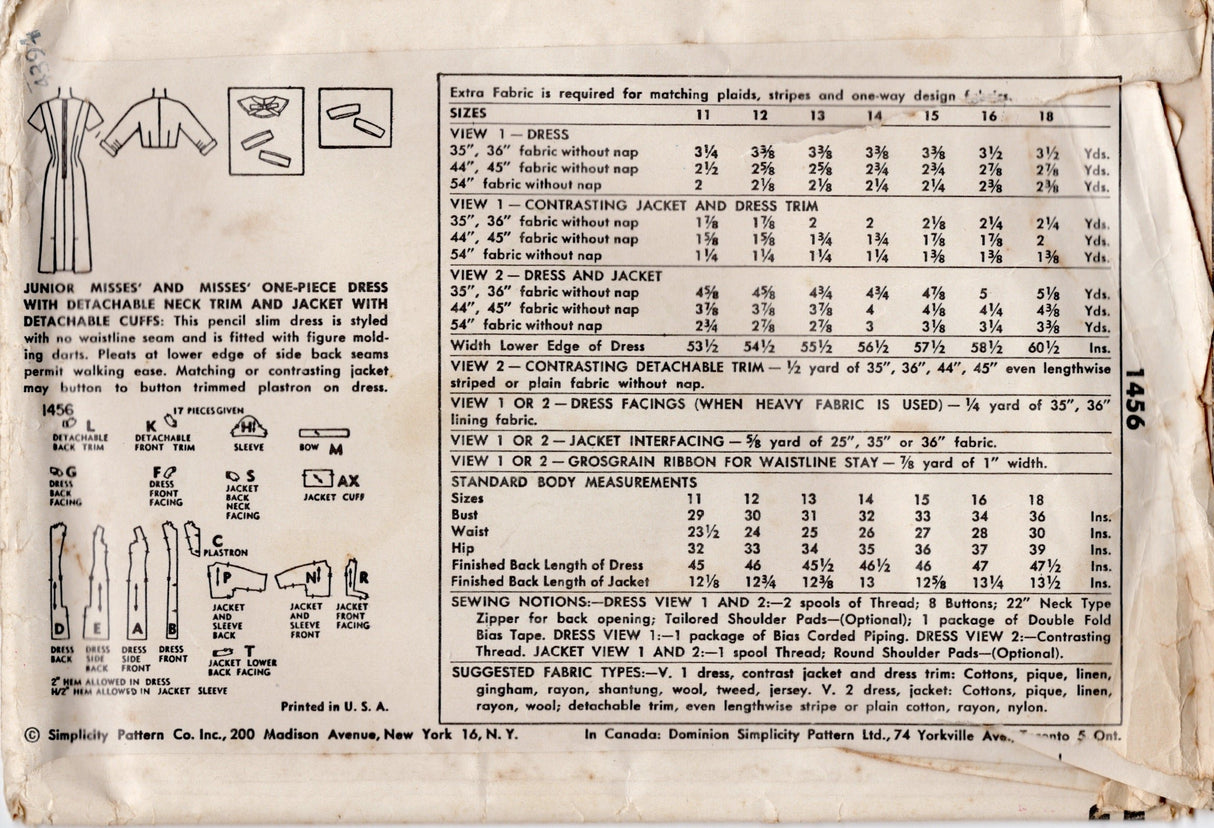 4394
JUNIOR MISSES' AND MISSES' ONE-PIECE DRESS
WITH DETACHABLE NECK TRIM AND JACKET WITH
DETACHABLE CUFFS: This pencil slim dress is styled
with no waistline seam and is fitted with figure mold-
ing darts. Pleats at lower edge of side back seams
permit walking ease. Matching or contrasting jacket
may button to button trimmed plastron on dress.
1456
17 PIECES GIVEN
L DETACHABLE BACK TRIM
K DETACHABLE FRONT TRIM
H SLEEVE
BOW M
G DRESS BACK FACING
F DRESS FRONT FACING
S JACKET BACK NECK FACING
AX JACKET CUFF
C PLASTRON
D DRESS BACK
E DRESS SIDE BACK
A DRESS SIDE FRONT
B DRESS FRONT
P JACKET AND SLEEVE BACK
N JACKET AND SLEEVE FRONT
R JACKET FRONT FACING
T JACKET LOWER BACK FACING
2" HEM ALLOWED IN DRESS
1 1/2" HEM ALLOWED IN JACKET SLEEVE
Printed in U. S. A.
Extra Fabric is required for matching plaids, stripes and one-way design
SIZES 11 12 13 14 15 16 18
VIEW 1 — DRESS
35", 36" fabric without nap 3¼ 3⅜ 3⅜ 3⅜ 3⅜ 3½ 3½ Yds.
44", 45" fabric without nap 2½ 2⅝ 2⅝ 2¾ 2¾ 2⅞ 2⅞ Yds.
54" fabric without nap 2 2⅛ 2⅛ 2¼ 2¼ 2⅜ 2⅜ Yds.
VIEW 1 — CONTRASTING JACKET AND DRESS TRIM
35", 36" fabric without nap 1⅞ 1⅞ 2 2 2⅛ 2¼ 2¼ Yds.
44", 45" fabric without nap 1⅝ 1⅝ 1¾ 1¾ 1⅞ 1⅞ 2 Yds.
54" fabric without nap 1¼ 1¼ 1¼ 1¼ 1⅜ 1⅜ 1⅜ Yds.
VIEW 2 — DRESS AND JACKET
35", 36" fabric without nap 4⅝ 4⅝ 4¾ 4¾ 4⅞ 5 5⅛ Yds.
44", 45" fabric without nap 3⅞ 3⅞ 3⅞ 4 4⅛ 4¼ 4⅜ Yds.
54" fabric without nap 2¾ 2⅞ 2⅞ 3 3⅛ 3¼ 3⅜ Yds.
Width Lower Edge of Dress 53½ 54½ 55½ 56½ 57½ 58½ 60½ Ins.
VIEW 2 — CONTRASTING DETACHABLE TRIM — ½ yard of 35", 36", 44", 45" even lengthwise
striped or plain fabric without nap.
VIEW 1 OR 2 — DRESS FACINGS (WHEN HEAVY FABRIC IS USED) — ¼ yard of 35", 36"
lining fabric.
VIEW 1 OR 2 — JACKET INTERFACING — ⅝ yard of 25", 35" or 36" fabric.
VIEW 1 OR 2 — GROSGRAIN RIBBON FOR WAISTLINE STAY — ⅞ yard of 1" width.
STANDARD BODY MEASUREMENTS
Sizes 11 12 13 14 15 16 18
Bust 29 30 31 32 33 34 36 Ins.
Waist 23½ 24 25 26 27 28 30 Ins.
Hip 32 33 34 35 36 37 39 Ins.
Finished Back Length of Dress 45 46 45½ 46½ 46 47 47½ Ins.
Finished Back Length of Jacket 12⅛ 12¾ 12⅜ 13 12⅝ 13¼ 13½ Ins.
SEWING NOTIONS:—DRESS VIEW 1 AND 2:—2 spools of Thread; 8 Buttons; 22" Neck Type
Zipper for back opening; Tailored Shoulder Pads—(Optional); 1 package of Double Fold
Bias Tape. DRESS VIEW 1:—1 package of Bias Corded Piping. DRESS VIEW 2:—Contrasting
Thread. JACKET VIEW 1 AND 2:—1 spool Thread; Round Shoulder Pads—(Optional).
SUGGESTED FABRIC TYPES:—V. 1 dress, contrast jacket and dress trim: Cottons, pique, linen,
gingham, rayon, shantung, wool, tweed, jersey. V. 2 dress, jacket: Cottons, pique, linen,
rayon, wool; detachable trim, even lengthwise stripe or plain cotton, rayon, nylon.
1456
© Simplicity Pattern Co. Inc., 200 Madison Avenue, New York 16, N. Y.
In Canada: Dominion Simplicity Pattern Ltd., 74 Yorkville Ave., Toronto 5 Ont.